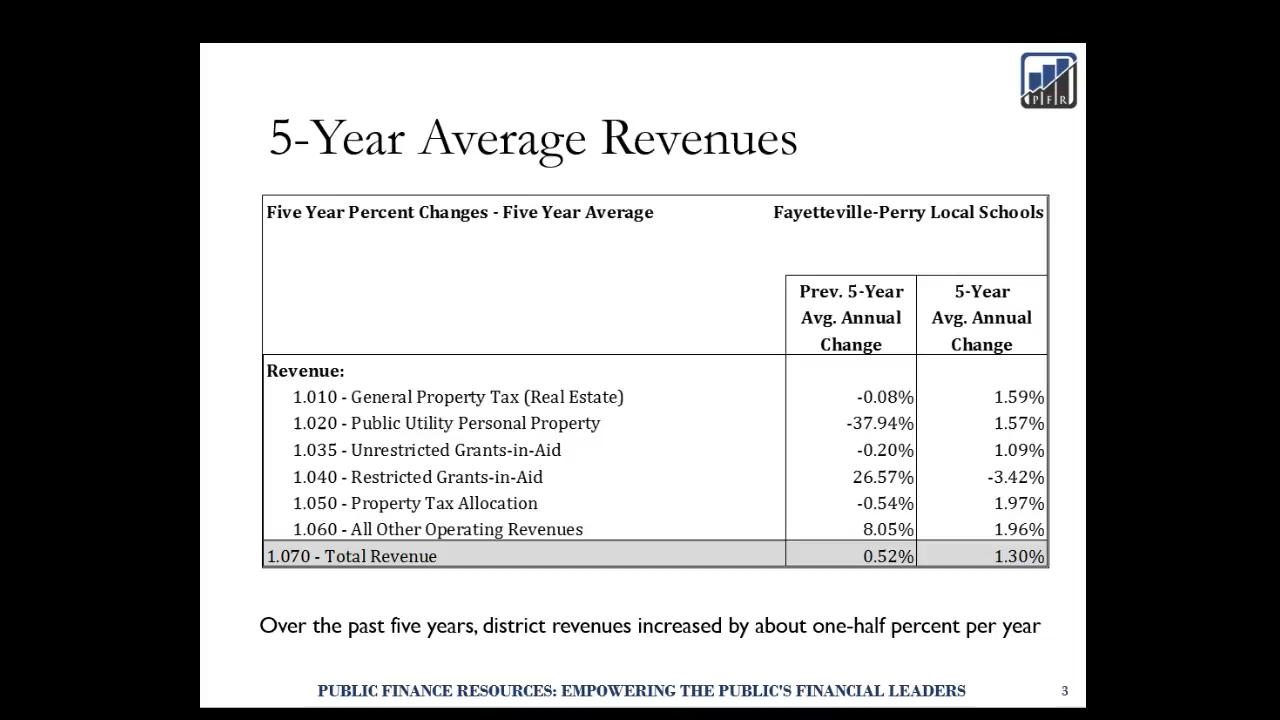 PFR
5-Year Average Revenues
Five Year Percent Changes - Five Year Average Fayetteville-Perry Local Schools
Prev. 5-Year 5-Year
Avg. Annual Avg. Annual
Change Change
Revenue:
1.010 - General Property Tax (Real Estate) -0.08% 1.59%
1.020 - Public Utility Personal Property -37.94% 1.57%
1.035 - Unrestricted Grants-in-Aid -0.20% 1.09%
1.040 - Restricted Grants-in-Aid 26.57% -3.42%
1.050 - Property Tax Allocation -0.54% 1.97%
1.060 - All Other Operating Revenues 8.05% 1.96%
1.070 - Total Revenue 0.52% 1.30%
Over the past five years, district revenues increased by about one-half percent per year
PUBLIC FINANCE RESOURCES: EMPOWERING THE PUBLIC'S FINANCIAL LEADERS 3